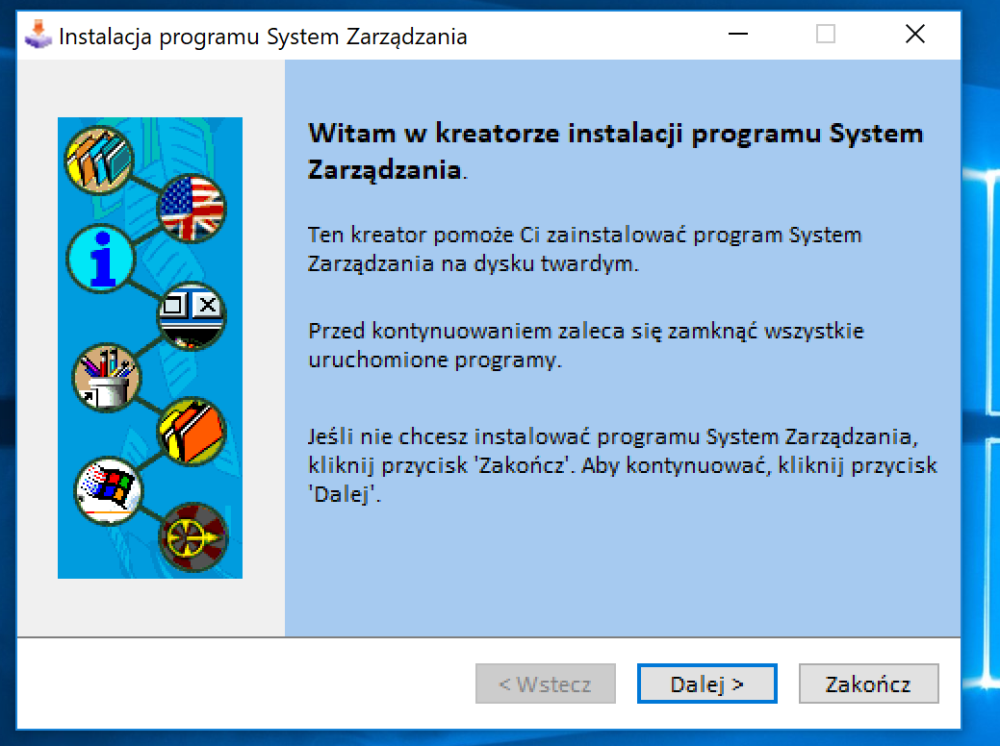 Instalacja programu System Zarządzania
Witam w kreatorze instalacji programu System
Zarządzania.
Ten kreator pomoże Ci zainstalować program System
Zarządzania na dysku twardym.
Przed kontynuowaniem zaleca się zamknąć wszystkie
uruchomione programy.
Jeśli nie chcesz instalować programu System Zarządzania,
kliknij przycisk 'Zakończ'. Aby kontynuować, kliknij przycisk
'Dalej'.
< Wstecz
Dalej >
Zakończ